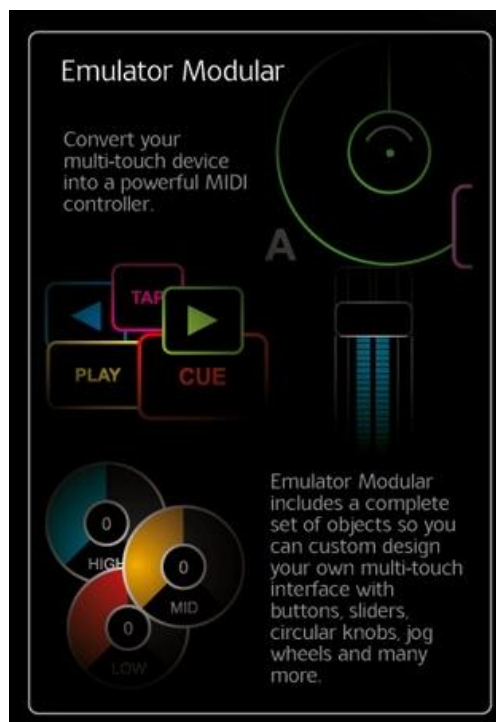 Emulator Modular
Convert your
multi-touch device
into a powerful MIDI
controller.
A
TAP
PLAY
CUE
0
HIGH
0
MID
0
LOW
Emulator Modular
includes a complete
set of objects so you
can custom design
your own multi-touch
interface with
buttons, sliders,
circular knobs, jog
wheels and many
more.